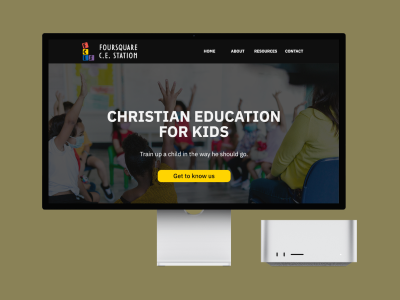 FOURSQUARE
C.E. STATION
HOME
ABOUT
RESOURCES
CONTACT
CHRISTIAN EDUCATION
FOR KIDS
Train up a child in the way he should go.
Get to know us